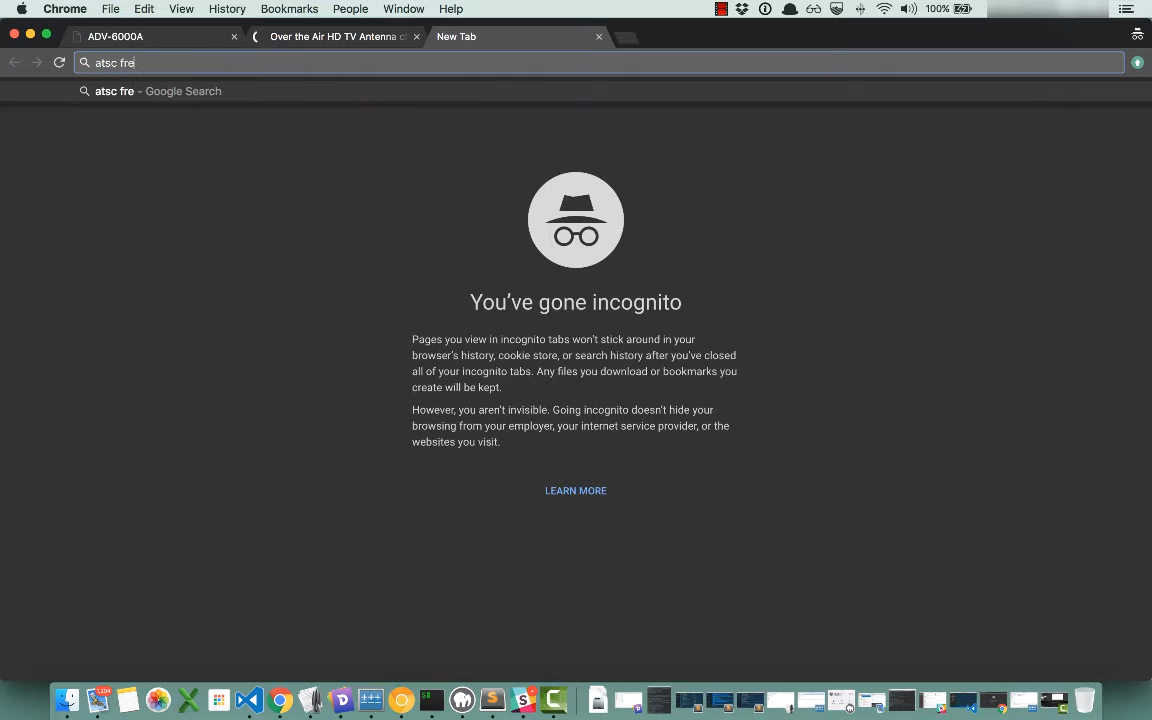 Chrome File Edit View History Bookmarks People Window Help 100%
ADV-6000A Over the Air HD TV Antenna c New Tab
atsc fre
atsc fre - Google Search
You've gone incognito
Pages you view in incognito tabs won't stick around in your
browser's history, cookie store, or search history after you've closed
all of your incognito tabs. Any files you download or bookmarks you
create will be kept.
However, you aren't invisible. Going incognito doesn't hide your
browsing from your employer, your internet service provider, or the
websites you visit.
LEARN MORE
1,204